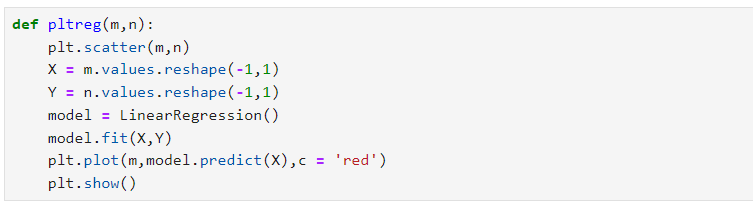 def pltreg(m,n):
    plt.scatter(m,n)
    X = m.values.reshape(-1,1)
    Y = n.values.reshape(-1,1)
    model = LinearRegression()
    model.fit(X,Y)
    plt.plot(m,model.predict(X),c = 'red')
    plt.show()